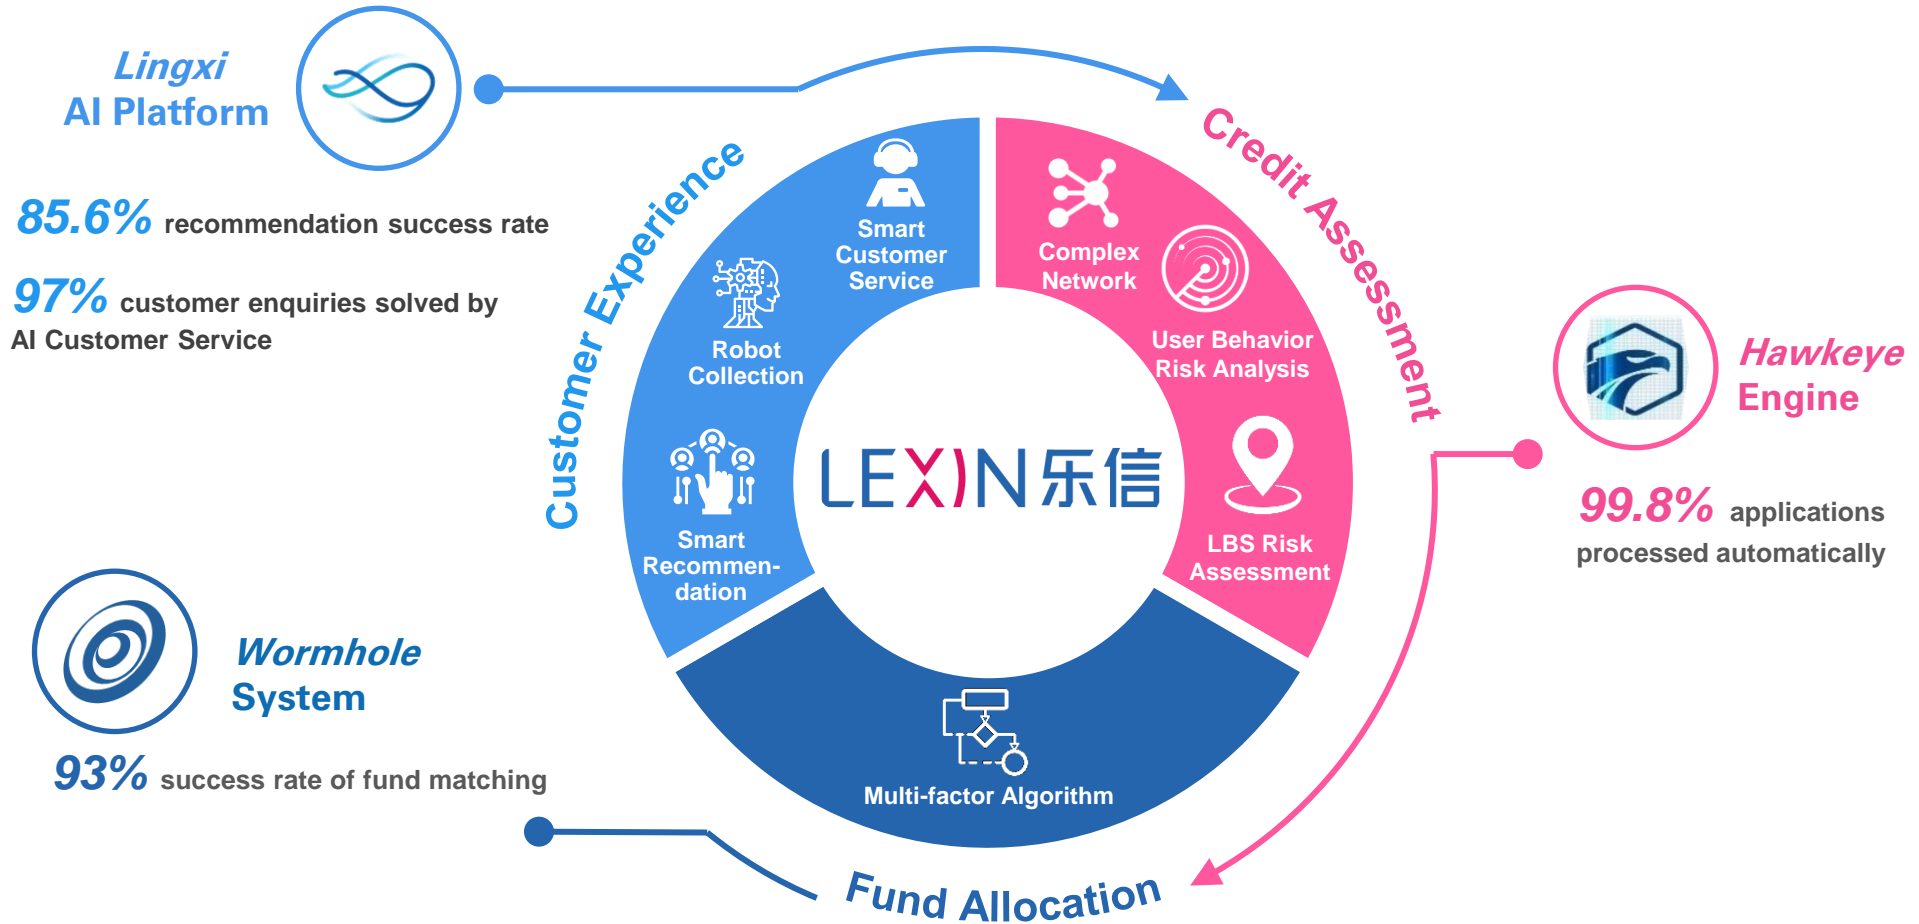 Lingxi
AI Platform
85.6% recommendation success rate
97% customer enquiries solved by
AI Customer Service
Customer Experience
Smart
Customer
Service
Robot
Collection
Smart
Recommen-
dation
Credit Assessment
Complex
Network
User Behavior
Risk Analysis
LBS Risk
Assessment
LEXIN乐信
Hawkeye
Engine
99.8% applications
processed automatically
Wormhole
System
93% success rate of fund matching
Multi-factor Algorithm
Fund Allocation